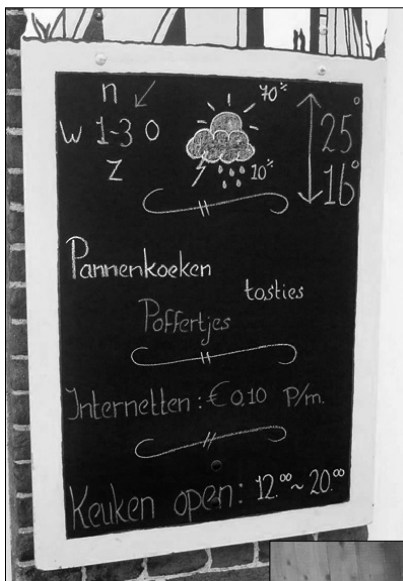 n
70%
W 1-3 O
25°
Z
10%
16°
Pannenkoeken
tosties
Poffertjes
Internetten: € 0,10 P/m.
Keuken open: 12.⁰⁰ ~ 20.⁰⁰